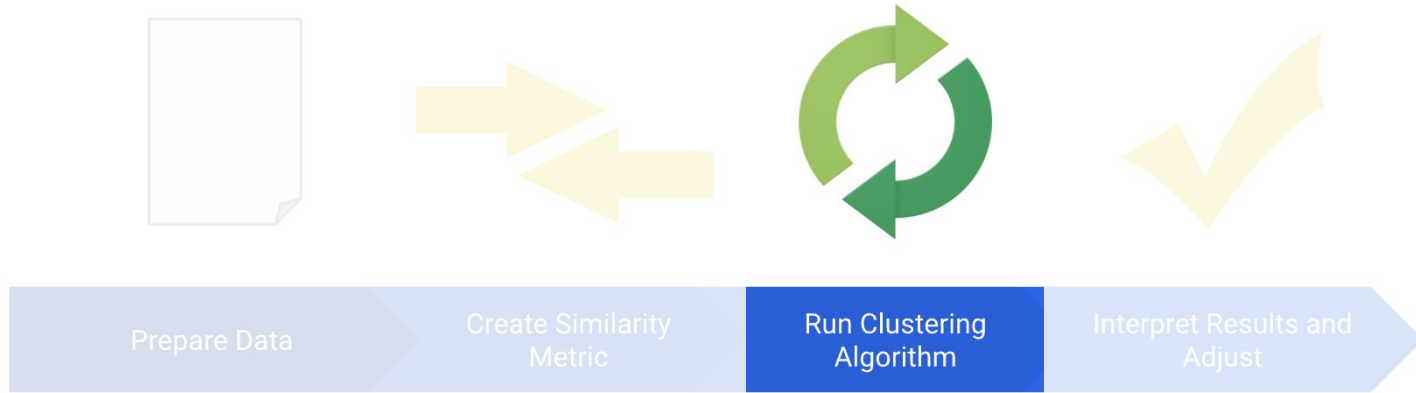 Prepare Data
Create Similarity
Metric
Run Clustering
Algorithm
Interpret Results and
Adjust